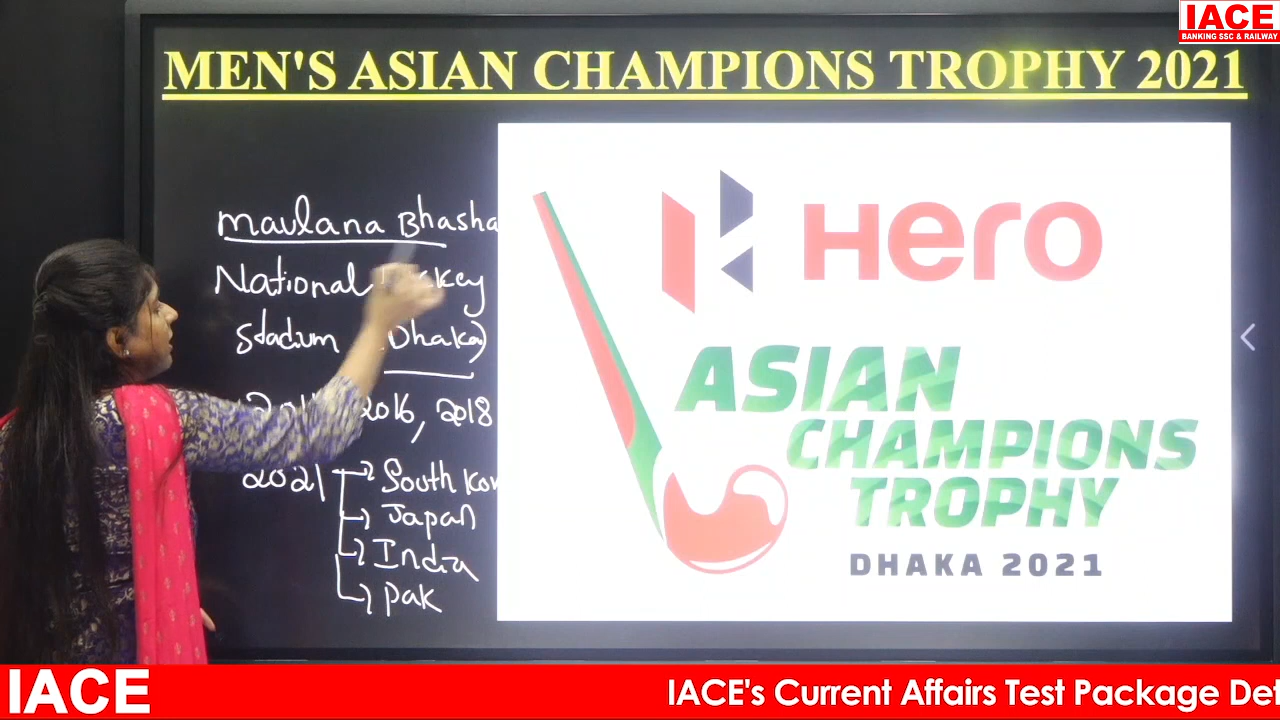 IACE
BANKING SSC & RAILWAY
MEN'S ASIAN CHAMPIONS TROPHY 2021
Maulana Bhasha
National
Stadium (Dhaka)
2016, 2018
2021 South Kor
Japan
India
Pak
Hero
ASIAN
CHAMPIONS
TROPHY
DHAKA 2021
IACE
IACE's Current Affairs Test Package Det